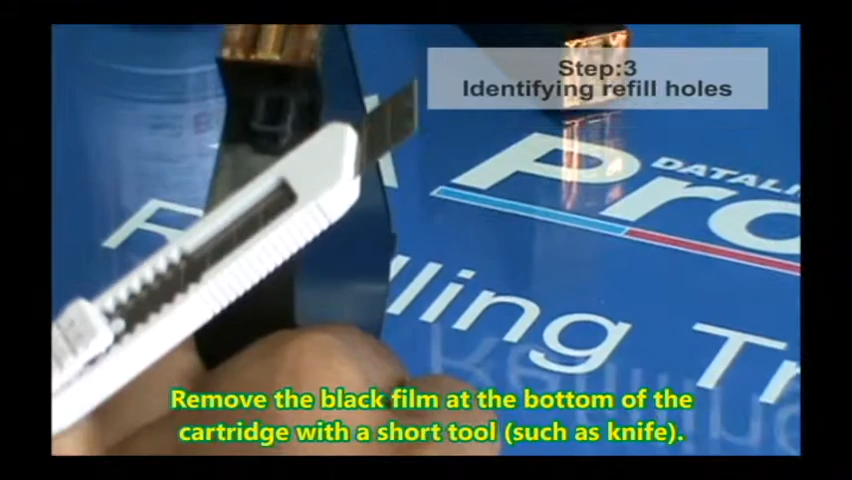 Step:3
Identifying refill holes
DATALI
Pro
lling Tr
Remove the black film at the bottom of the
cartridge with a short tool (such as knife).